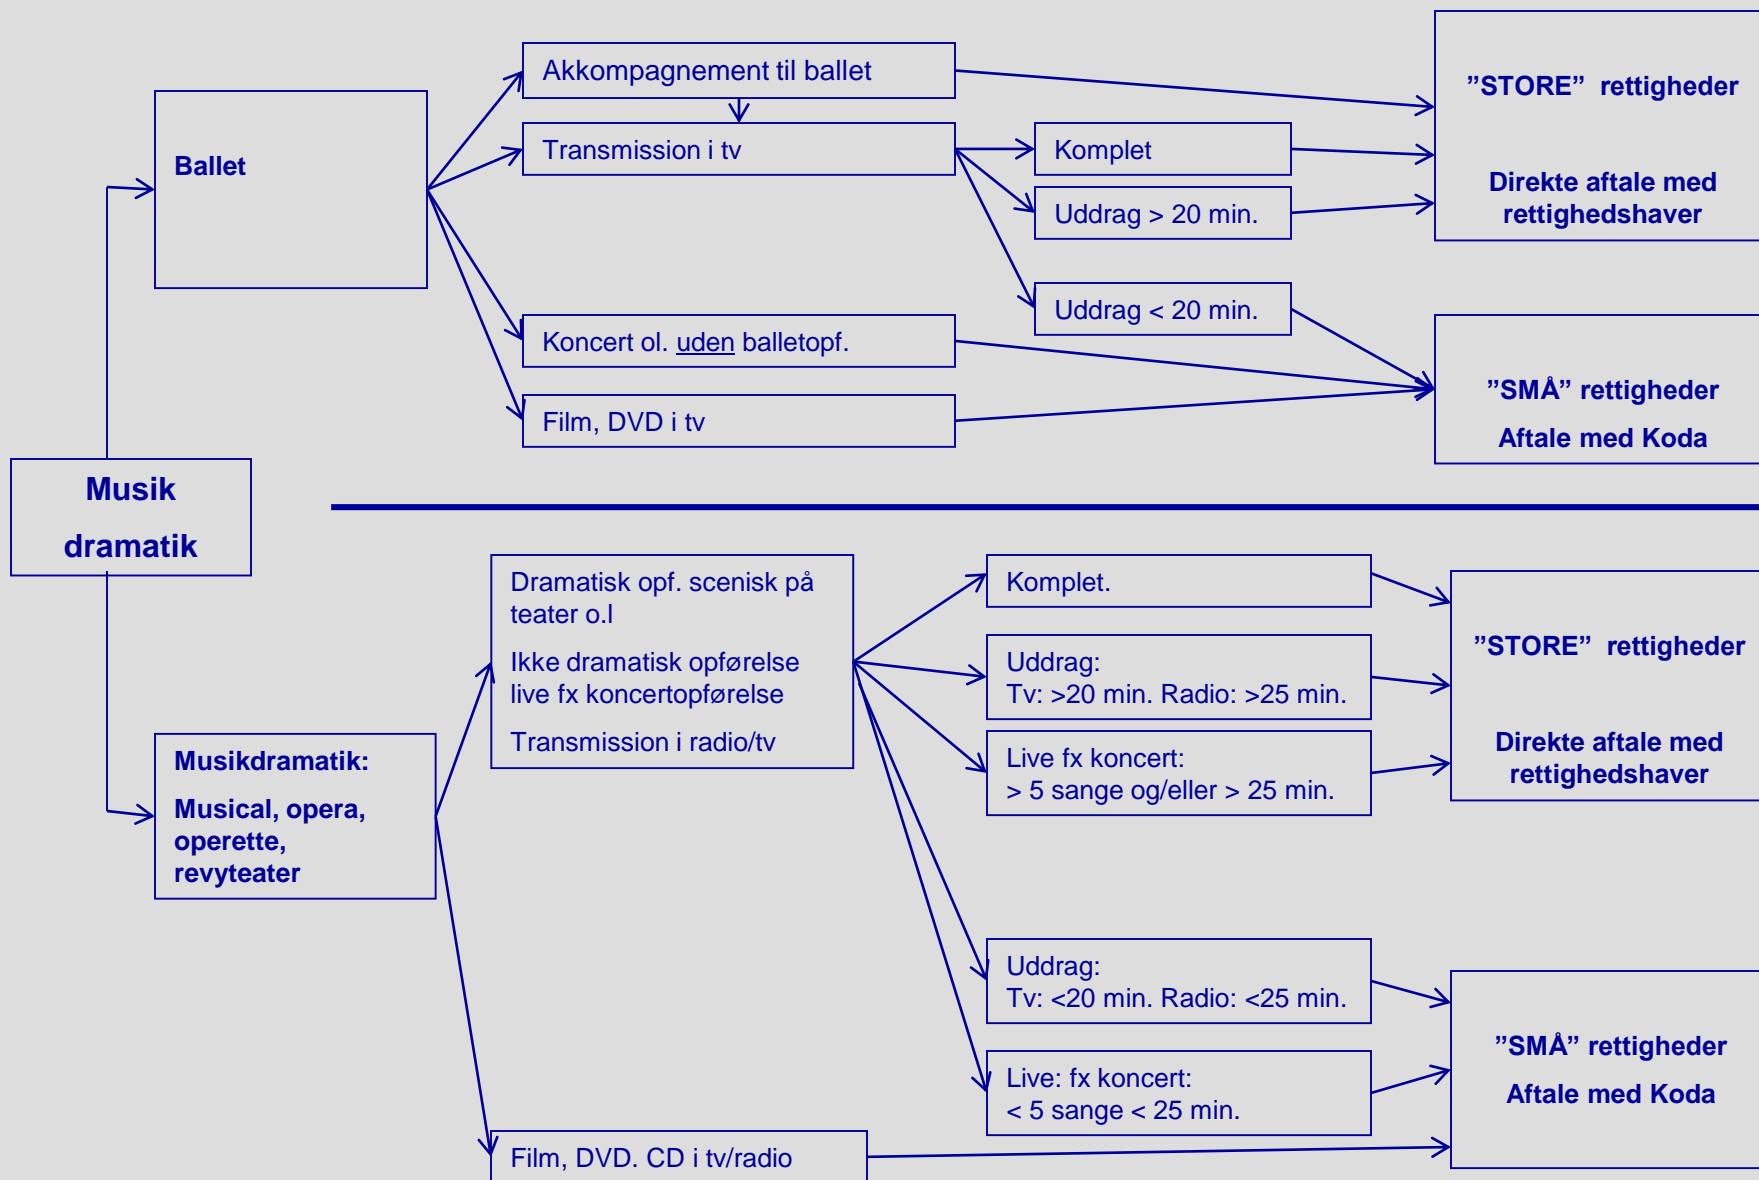 Akkompagnement til ballet
”STORE” rettigheder
Ballet
Transmission i tv
Komplet
Direkte aftale med
rettighedshaver
Uddrag > 20 min.
Uddrag < 20 min.
Koncert ol. uden balletopf.
”SMÅ” rettigheder
Aftale med Koda
Film, DVD i tv
Musik
dramatik
Dramatisk opf. scenisk på
teater o.l
Ikke dramatisk opførelse
live fx koncertopførelse
Transmission i radio/tv
Komplet.
Uddrag:
Tv: >20 min. Radio: >25 min.
Live fx koncert:
> 5 sange og/eller > 25 min.
”STORE” rettigheder
Direkte aftale med
rettighedshaver
Musikdramatik:
Musical, opera,
operette,
revyteater
Uddrag:
Tv: <20 min. Radio: <25 min.
Live: fx koncert:
< 5 sange < 25 min.
”SMÅ” rettigheder
Aftale med Koda
Film, DVD. CD i tv/radio